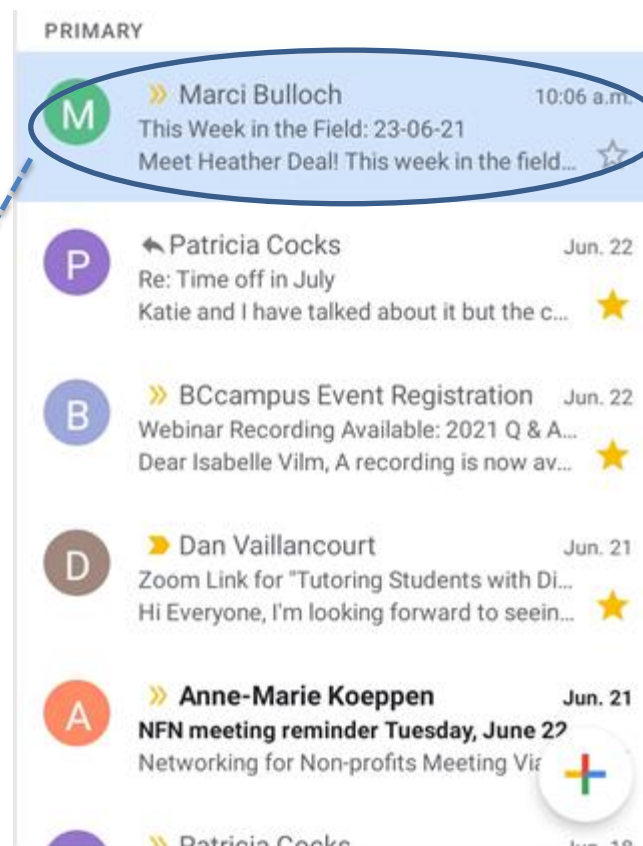 PRIMARY
M
Marci Bulloch 10:06 a.m.
This Week in the Field: 23-06-21
Meet Heather Deal! This week in the field...
P
Patricia Cocks Jun. 22
Re: Time off in July
Katie and I have talked about it but the c...
B
BCcampus Event Registration Jun. 22
Webinar Recording Available: 2021 Q & A...
Dear Isabelle Vilm, A recording is now av...
D
Dan Vaillancourt Jun. 21
Zoom Link for "Tutoring Students with Di...
Hi Everyone, I'm looking forward to seein...
A
Anne-Marie Koeppen Jun. 21
NFN meeting reminder Tuesday, June 22
Networking for Non-profits Meeting Via
Patricia Cocks Jun. 18